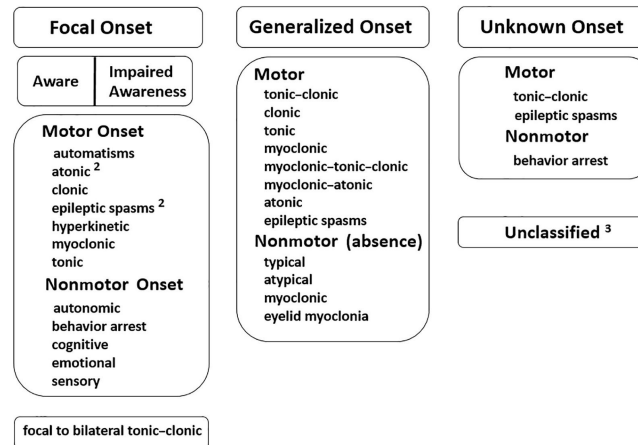 Focal Onset
Aware
Impaired
Awareness
Motor Onset
automatisms
atonic ²
clonic
epileptic spasms ²
hyperkinetic
myoclonic
tonic
Nonmotor Onset
autonomic
behavior arrest
cognitive
emotional
sensory
focal to bilateral tonic–clonic
Generalized Onset
Motor
tonic–clonic
clonic
tonic
myoclonic
myoclonic–tonic–clonic
myoclonic–atonic
atonic
epileptic spasms
Nonmotor (absence)
typical
atypical
myoclonic
eyelid myoclonia
Unknown Onset
Motor
tonic–clonic
epileptic spasms
Nonmotor
behavior arrest
Unclassified ³